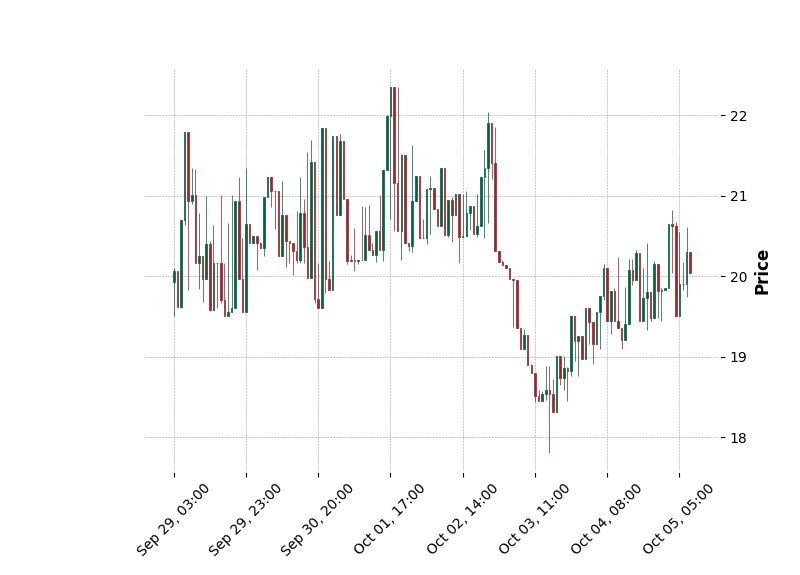 22
21
20
19
18
Price
Sep 29, 03:00
Sep 29, 23:00
Sep 30, 20:00
Oct 01, 17:00
Oct 02, 14:00
Oct 03, 11:00
Oct 04, 08:00
Oct 05, 05:00